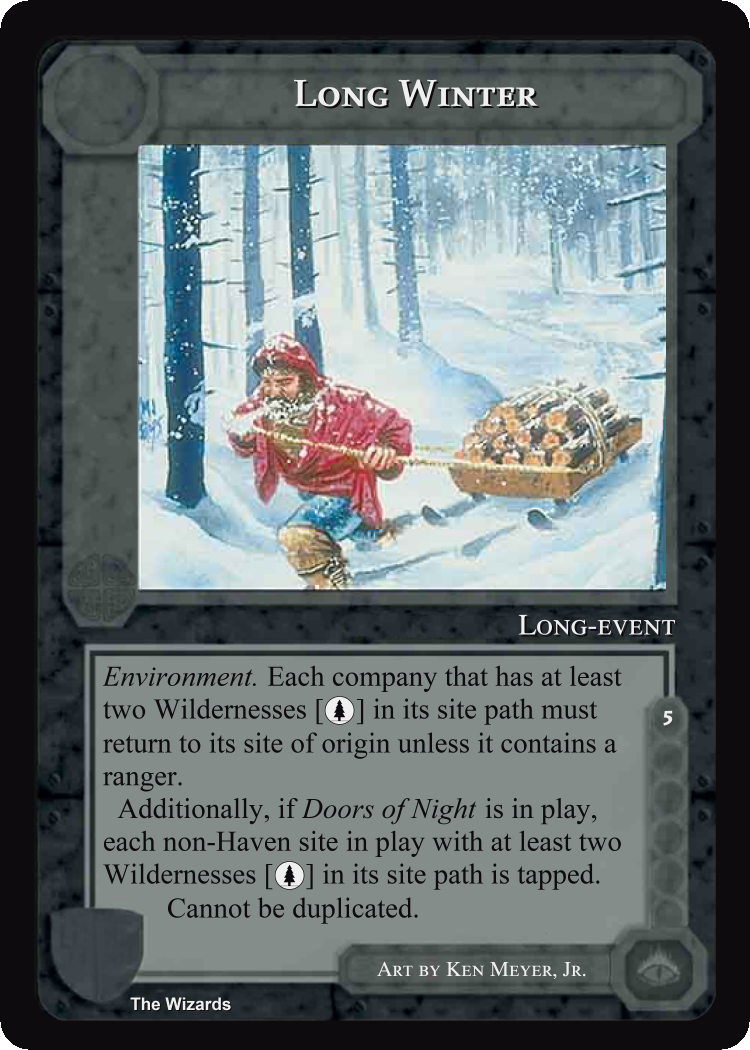 Long Winter
Long-event
Environment. Each company that has at least
two Wildernesses [ ] in its site path must
return to its site of origin unless it contains a
ranger.
Additionally, if Doors of Night is in play,
each non-Haven site in play with at least two
Wildernesses [ ] in its site path is tapped.
Cannot be duplicated.
5
Art by Ken Meyer, Jr.
The Wizards